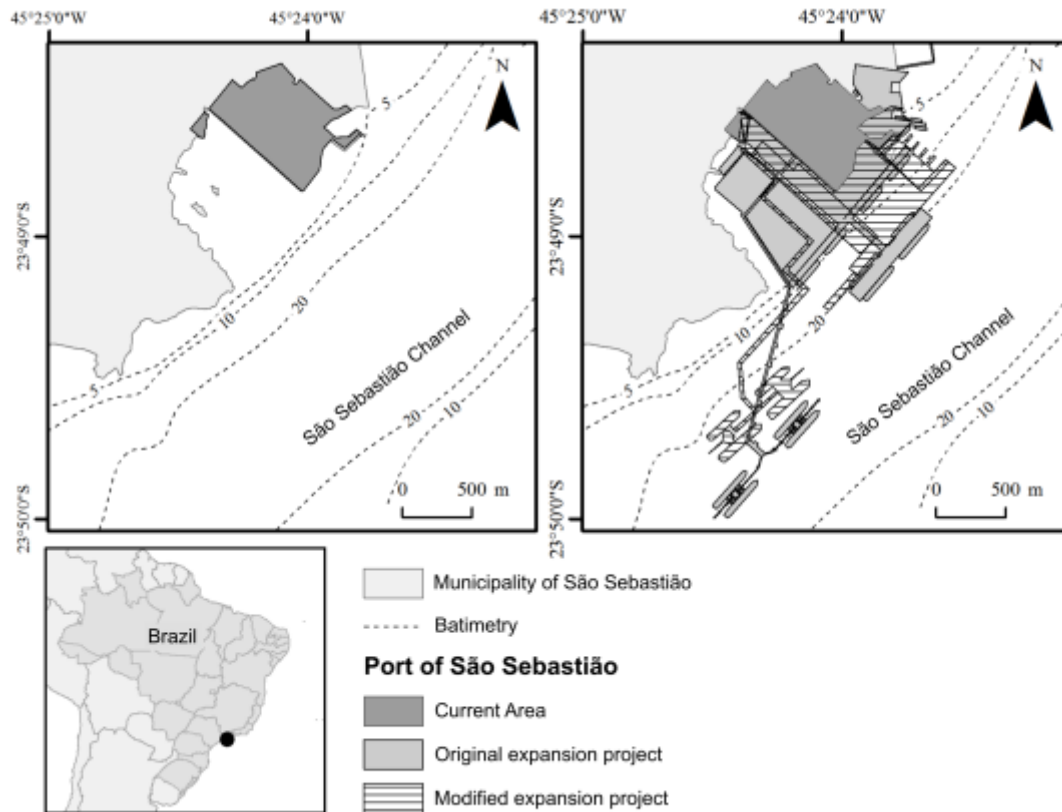 45°25'0"W 45°24'0"W 45°25'0"W 45°24'0"W
N N
5 5
23°49'0"S 23°49'0"S
10 20 10 20
São Sebastião Channel São Sebastião Channel
5 5
20 10 20 10
0 500 m 0 500 m
23°50'0"S 23°50'0"S
Municipality of São Sebastião
Brazil
Batimetry
Port of São Sebastião
Current Area
Original expansion project
Modified expansion project